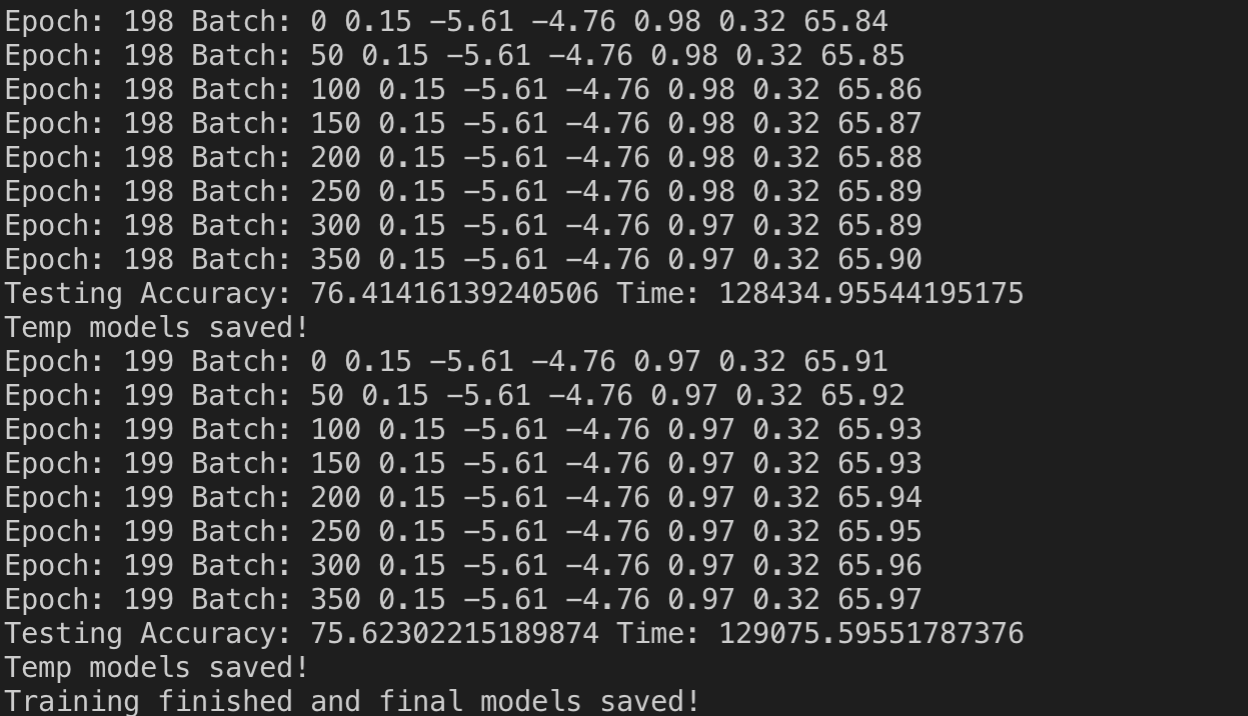 Epoch: 198 Batch: 0 0.15 −5.61 −4.76 0.98 0.32 65.84
Epoch: 198 Batch: 50 0.15 −5.61 −4.76 0.98 0.32 65.85
Epoch: 198 Batch: 100 0.15 −5.61 −4.76 0.98 0.32 65.86
Epoch: 198 Batch: 150 0.15 −5.61 −4.76 0.98 0.32 65.87
Epoch: 198 Batch: 200 0.15 −5.61 −4.76 0.98 0.32 65.88
Epoch: 198 Batch: 250 0.15 −5.61 −4.76 0.98 0.32 65.89
Epoch: 198 Batch: 300 0.15 −5.61 −4.76 0.97 0.32 65.89
Epoch: 198 Batch: 350 0.15 −5.61 −4.76 0.97 0.32 65.90
Testing Accuracy: 76.41416139240506 Time: 128434.95544195175
Temp models saved!
Epoch: 199 Batch: 0 0.15 −5.61 −4.76 0.97 0.32 65.91
Epoch: 199 Batch: 50 0.15 −5.61 −4.76 0.97 0.32 65.92
Epoch: 199 Batch: 100 0.15 −5.61 −4.76 0.97 0.32 65.93
Epoch: 199 Batch: 150 0.15 −5.61 −4.76 0.97 0.32 65.93
Epoch: 199 Batch: 200 0.15 −5.61 −4.76 0.97 0.32 65.94
Epoch: 199 Batch: 250 0.15 −5.61 −4.76 0.97 0.32 65.95
Epoch: 199 Batch: 300 0.15 −5.61 −4.76 0.97 0.32 65.96
Epoch: 199 Batch: 350 0.15 −5.61 −4.76 0.97 0.32 65.97
Testing Accuracy: 75.62302215189874 Time: 129075.59551787376
Temp models saved!
Training finished and final models saved!